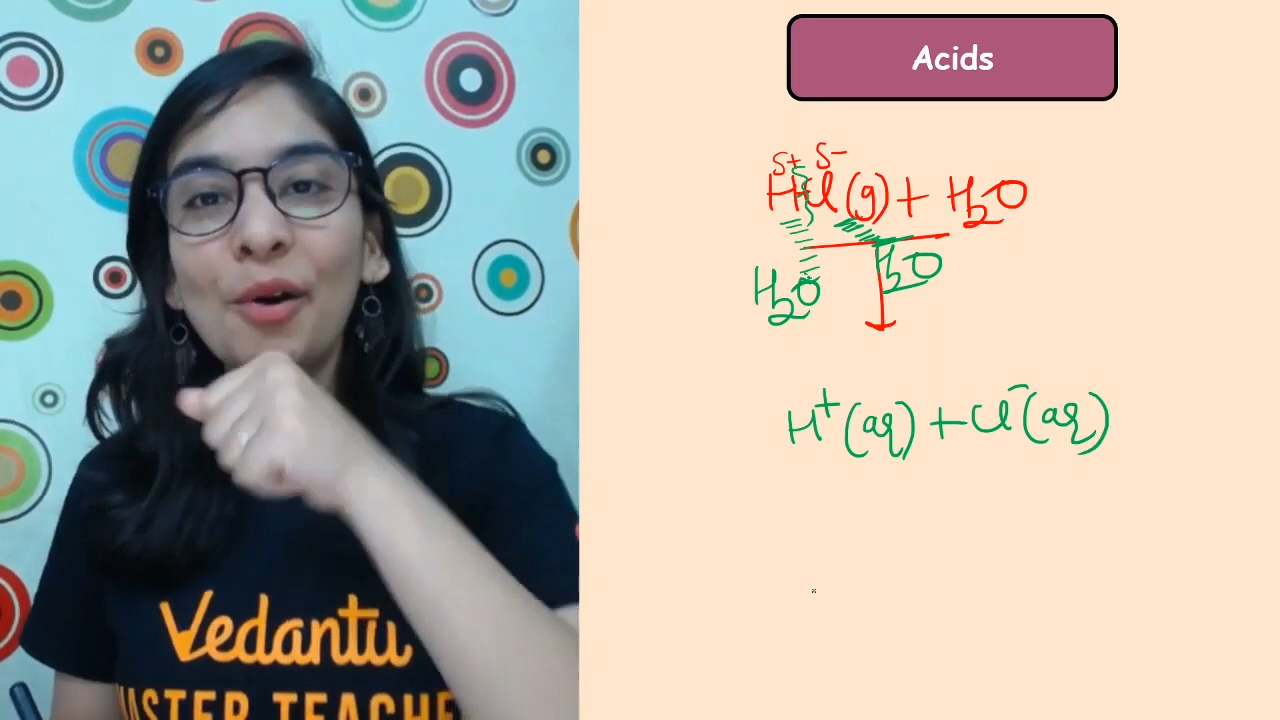 Acids
δ+ δ-
HCl(g) + H2O
H2O
H2O
H+(aq) + Cl-(aq)
Vedantu
MASTER TEACHE